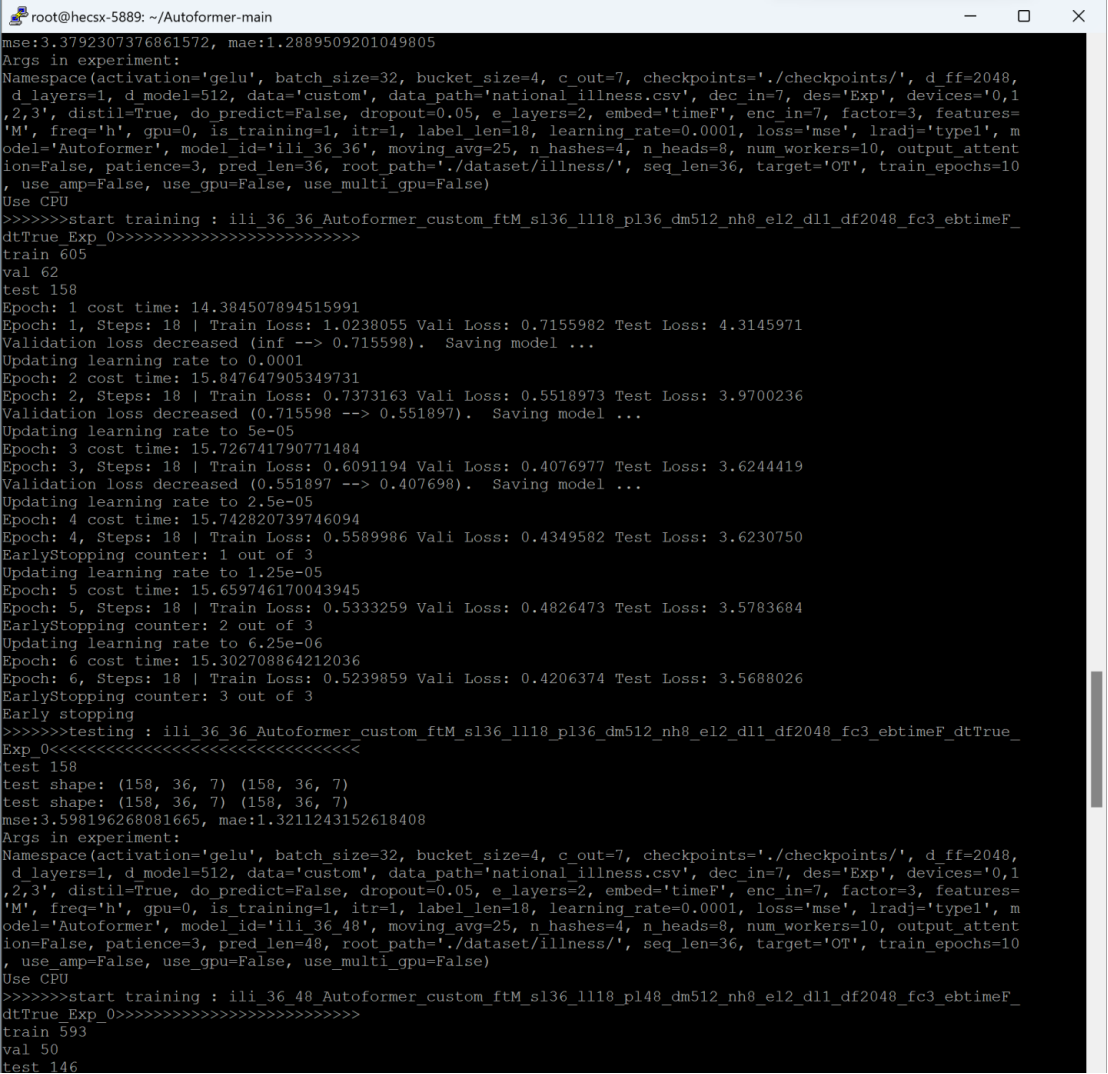 root@hecsx-5889: ~/Autoformer-main
mse:3.3792307376861572, mae:1.2889509201049805
Args in experiment:
Namespace(activation='gelu', batch_size=32, bucket_size=4, c_out=7, checkpoints='./checkpoints/', d_ff=2048,
 d_layers=1, d_model=512, data='custom', data_path='national_illness.csv', dec_in=7, des='Exp', devices='0,1
,2,3', distil=True, do_predict=False, dropout=0.05, e_layers=2, embed='timeF', enc_in=7, factor=3, features=
'M', freq='h', gpu=0, is_training=1, itr=1, label_len=18, learning_rate=0.0001, loss='mse', lradj='type1', m
odel='Autoformer', model_id='ili_36_36', moving_avg=25, n_hashes=4, n_heads=8, num_workers=10, output_attent
ion=False, patience=3, pred_len=36, root_path='./dataset/illness/', seq_len=36, target='OT', train_epochs=10
, use_amp=False, use_gpu=False, use_multi_gpu=False)
Use CPU
>>>>>>>start training : ili_36_36_Autoformer_custom_ftM_sl36_ll18_pl36_dm512_nh8_el2_dl1_df2048_fc3_ebtimeF_
dtTrue_Exp_0>>>>>>>>>>>>>>>>>>>>>>>>>>
train 605
val 62
test 158
Epoch: 1 cost time: 14.384507894515991
Epoch: 1, Steps: 18 | Train Loss: 1.0238055 Vali Loss: 0.7155982 Test Loss: 4.3145971
Validation loss decreased (inf --> 0.715598).  Saving model ...
Updating learning rate to 0.0001
Epoch: 2 cost time: 15.847647905349731
Epoch: 2, Steps: 18 | Train Loss: 0.7373163 Vali Loss: 0.5518973 Test Loss: 3.9700236
Validation loss decreased (0.715598 --> 0.551897).  Saving model ...
Updating learning rate to 5e-05
Epoch: 3 cost time: 15.726741790771484
Epoch: 3, Steps: 18 | Train Loss: 0.6091194 Vali Loss: 0.4076977 Test Loss: 3.6244419
Validation loss decreased (0.551897 --> 0.407698).  Saving model ...
Updating learning rate to 2.5e-05
Epoch: 4 cost time: 15.742820739746094
Epoch: 4, Steps: 18 | Train Loss: 0.5589986 Vali Loss: 0.4349582 Test Loss: 3.6230750
EarlyStopping counter: 1 out of 3
Updating learning rate to 1.25e-05
Epoch: 5 cost time: 15.659746170043945
Epoch: 5, Steps: 18 | Train Loss: 0.5333259 Vali Loss: 0.4826473 Test Loss: 3.5783684
EarlyStopping counter: 2 out of 3
Updating learning rate to 6.25e-06
Epoch: 6 cost time: 15.302708864212036
Epoch: 6, Steps: 18 | Train Loss: 0.5239859 Vali Loss: 0.4206374 Test Loss: 3.5688026
EarlyStopping counter: 3 out of 3
Early stopping
>>>>>>>testing : ili_36_36_Autoformer_custom_ftM_sl36_ll18_pl36_dm512_nh8_el2_dl1_df2048_fc3_ebtimeF_dtTrue_
Exp_0<<<<<<<<<<<<<<<<<<<<<<<<<<<<<<<<<
test 158
test shape: (158, 36, 7) (158, 36, 7)
test shape: (158, 36, 7) (158, 36, 7)
mse:3.598196268081665, mae:1.3211243152618408
Args in experiment:
Namespace(activation='gelu', batch_size=32, bucket_size=4, c_out=7, checkpoints='./checkpoints/', d_ff=2048,
 d_layers=1, d_model=512, data='custom', data_path='national_illness.csv', dec_in=7, des='Exp', devices='0,1
,2,3', distil=True, do_predict=False, dropout=0.05, e_layers=2, embed='timeF', enc_in=7, factor=3, features=
'M', freq='h', gpu=0, is_training=1, itr=1, label_len=18, learning_rate=0.0001, loss='mse', lradj='type1', m
odel='Autoformer', model_id='ili_36_48', moving_avg=25, n_hashes=4, n_heads=8, num_workers=10, output_attent
ion=False, patience=3, pred_len=48, root_path='./dataset/illness/', seq_len=36, target='OT', train_epochs=10
, use_amp=False, use_gpu=False, use_multi_gpu=False)
Use CPU
>>>>>>>start training : ili_36_48_Autoformer_custom_ftM_sl36_ll18_pl48_dm512_nh8_el2_dl1_df2048_fc3_ebtimeF_
dtTrue_Exp_0>>>>>>>>>>>>>>>>>>>>>>>>>>
train 593
val 50
test 146